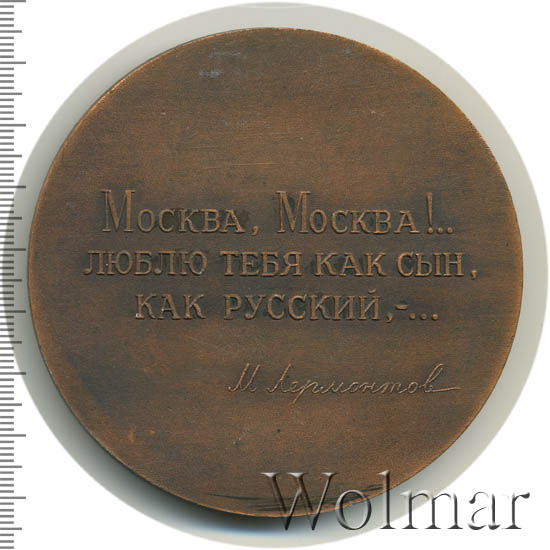 Москва, Москва!..
люблю тебя как сын,
как русский,-...
М Лермонтов
Wolmar